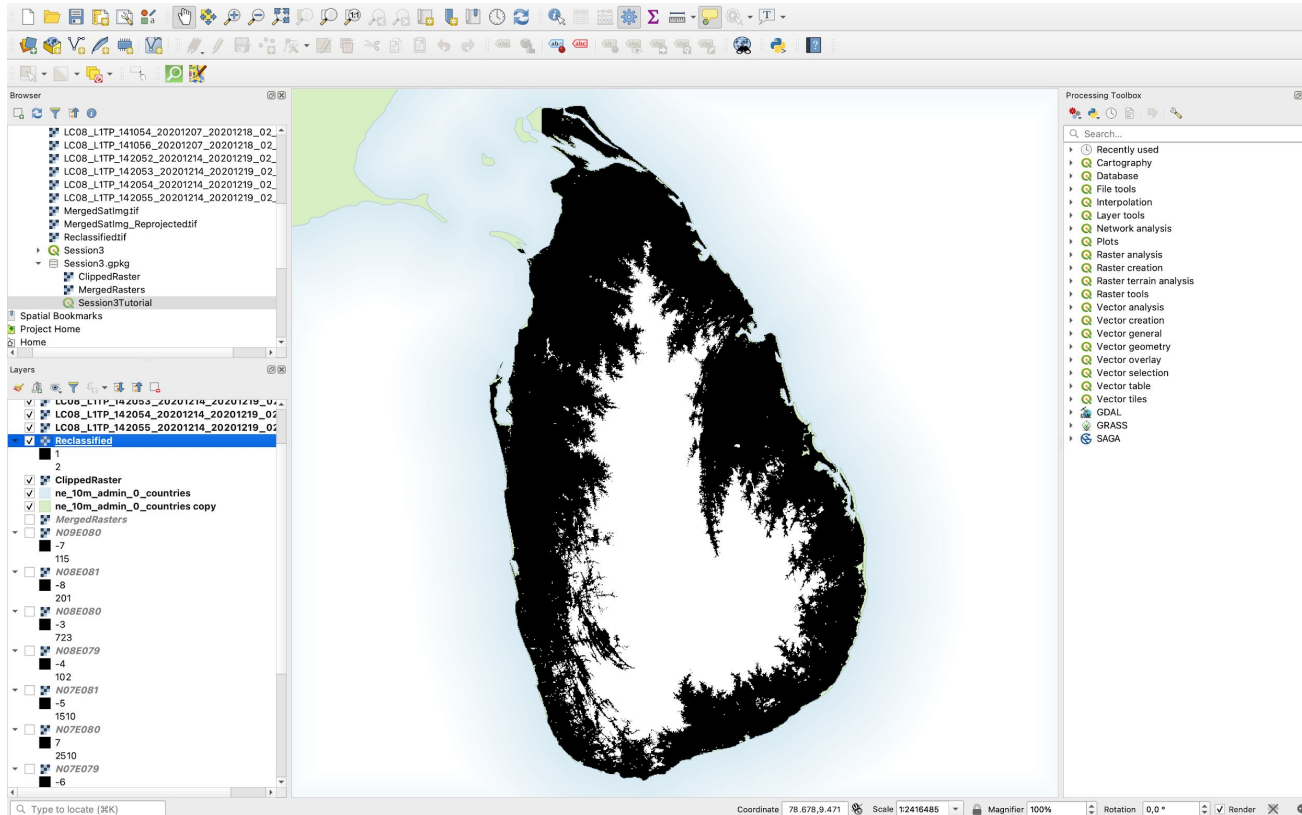 Browser
LC08_L1TP_141054_20201207_20201218_02_
LC08_L1TP_141056_20201207_20201218_02_
LC08_L1TP_142052_20201214_20201219_02_
LC08_L1TP_142053_20201214_20201219_02_
LC08_L1TP_142054_20201214_20201219_02_
LC08_L1TP_142055_20201214_20201219_02_
MergedSatImg.tif
MergedSatImg_Reprojected.tif
Reclassified.tif
Session3
Session3.gpkg
ClippedRaster
MergedRasters
Session3Tutorial
Spatial Bookmarks
Project Home
Home
Layers
LC08_L1TP_142053_20201214_20201219_02
LC08_L1TP_142054_20201214_20201219_02
LC08_L1TP_142055_20201214_20201219_02
Reclassified
1
2
ClippedRaster
ne_10m_admin_0_countries
ne_10m_admin_0_countries copy
MergedRasters
N09E080
-7
115
N08E081
-8
201
N08E080
-3
723
N08E079
-4
102
N07E081
-5
1510
N07E080
7
2510
N07E079
-6
Processing Toolbox
Search...
Recently used
Cartography
Database
File tools
Interpolation
Layer tools
Network analysis
Plots
Raster analysis
Raster creation
Raster terrain analysis
Raster tools
Vector analysis
Vector creation
Vector general
Vector geometry
Vector overlay
Vector selection
Vector table
Vector tiles
GDAL
GRASS
SAGA
Type to locate (⌘K)
Coordinate 78.678,9.471 Scale 1:2416485 Magnifier 100% Rotation 0,0 ° Render